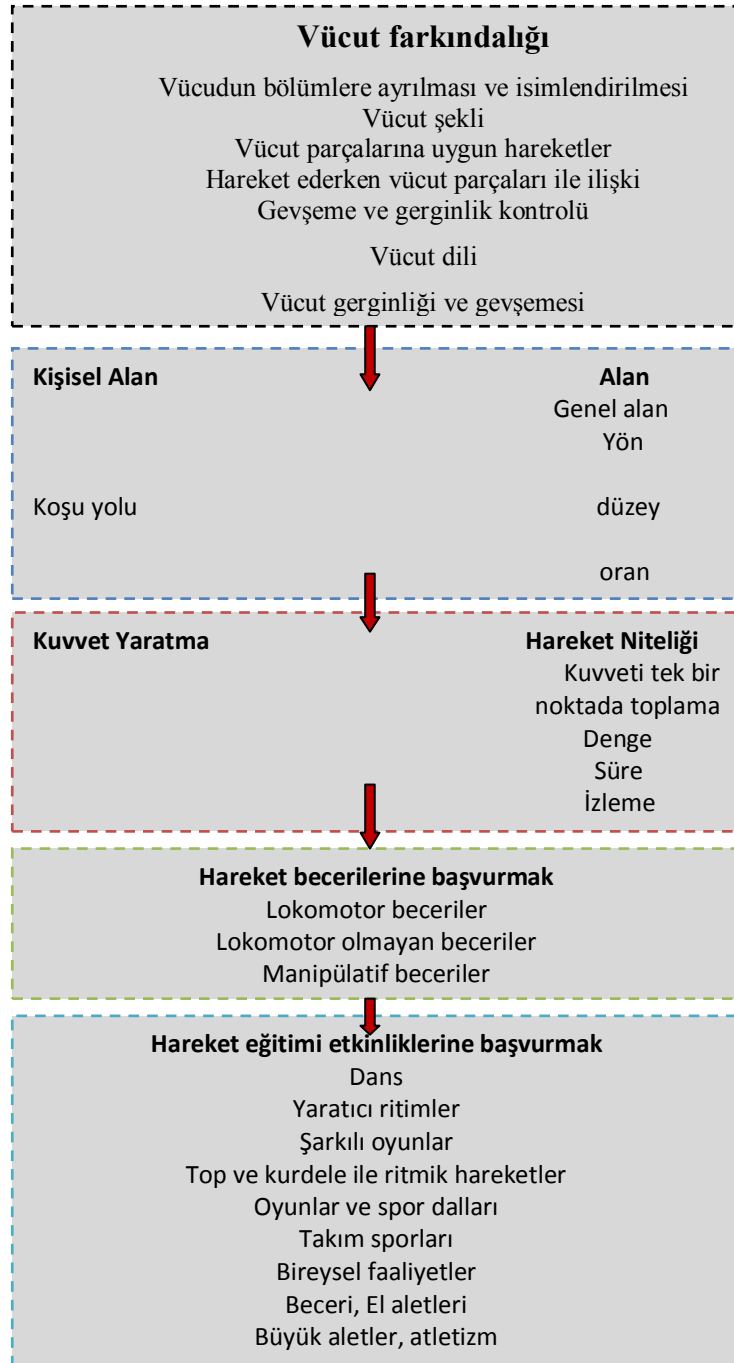 Vücut farkındalığı
Vücudun bölümlere ayrılması ve isimlendirilmesi
Vücut şekli
Vücut parçalarına uygun hareketler
Hareket ederken vücut parçaları ile ilişki
Gevşeme ve gerginlik kontrolü
Vücut dili
Vücut gerginliği ve gevşemesi
Kişisel Alan Alan
Genel alan
Yön
Koşu yolu düzey
oran
Kuvvet Yaratma Hareket Niteliği
Kuvveti tek bir
noktada toplama
Denge
Süre
İzleme
Hareket becerilerine başvurmak
Lokomotor beceriler
Lokomotor olmayan beceriler
Manipülatif beceriler
Hareket eğitimi etkinliklerine başvurmak
Dans
Yaratıcı ritimler
Şarkılı oyunlar
Top ve kurdele ile ritmik hareketler
Oyunlar ve spor dalları
Takım sporları
Bireysel faaliyetler
Beceri, El aletleri
Büyük aletler, atletizm